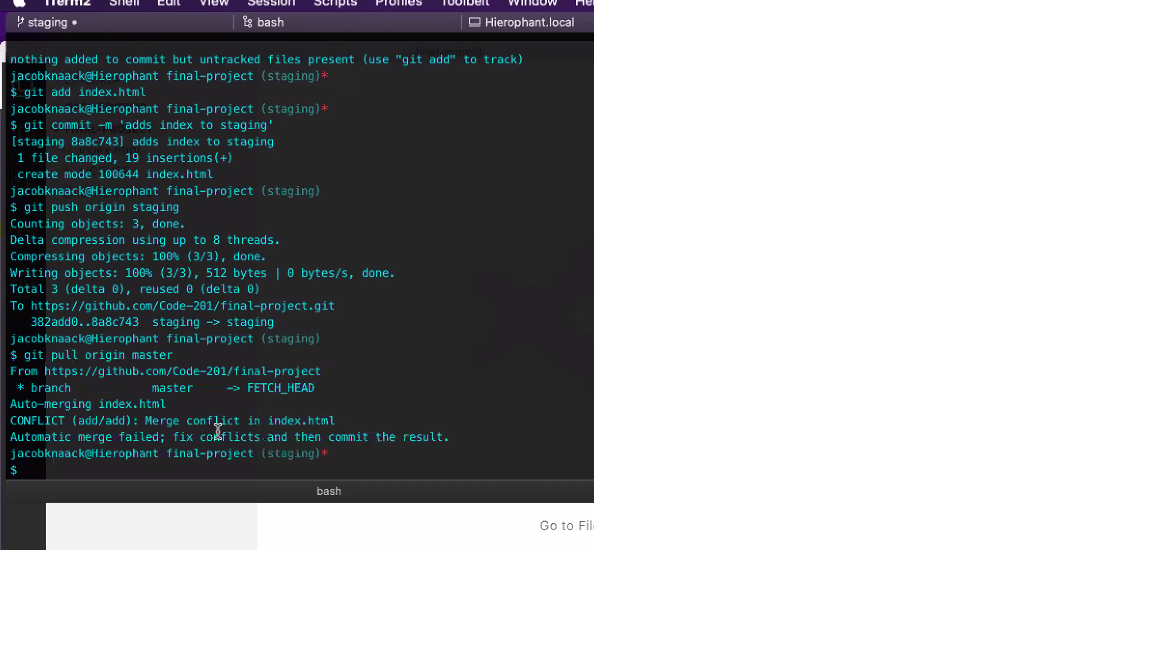 iTerm2 Shell Edit View Session Scripts Profiles Toolbelt Window
staging bash Hierophant.local
nothing added to commit but untracked files present (use "git add" to track)
jacobknaack@Hierophant final-project (staging)*
$ git add index.html
jacobknaack@Hierophant final-project (staging)*
$ git commit -m 'adds index to staging'
[staging 8a8c743] adds index to staging
1 file changed, 19 insertions(+)
create mode 100644 index.html
jacobknaack@Hierophant final-project (staging)
$ git push origin staging
Counting objects: 3, done.
Delta compression using up to 8 threads.
Compressing objects: 100% (3/3), done.
Writing objects: 100% (3/3), 512 bytes | 0 bytes/s, done.
Total 3 (delta 0), reused 0 (delta 0)
To https://github.com/Code-201/final-project.git
382add0..8a8c743 staging -> staging
jacobknaack@Hierophant final-project (staging)
$ git pull origin master
From https://github.com/Code-201/final-project
* branch master -> FETCH_HEAD
Auto-merging index.html
CONFLICT (add/add): Merge conflict in index.html
Automatic merge failed; fix conflicts and then commit the result.
jacobknaack@Hierophant final-project (staging)*
$
bash
Go to